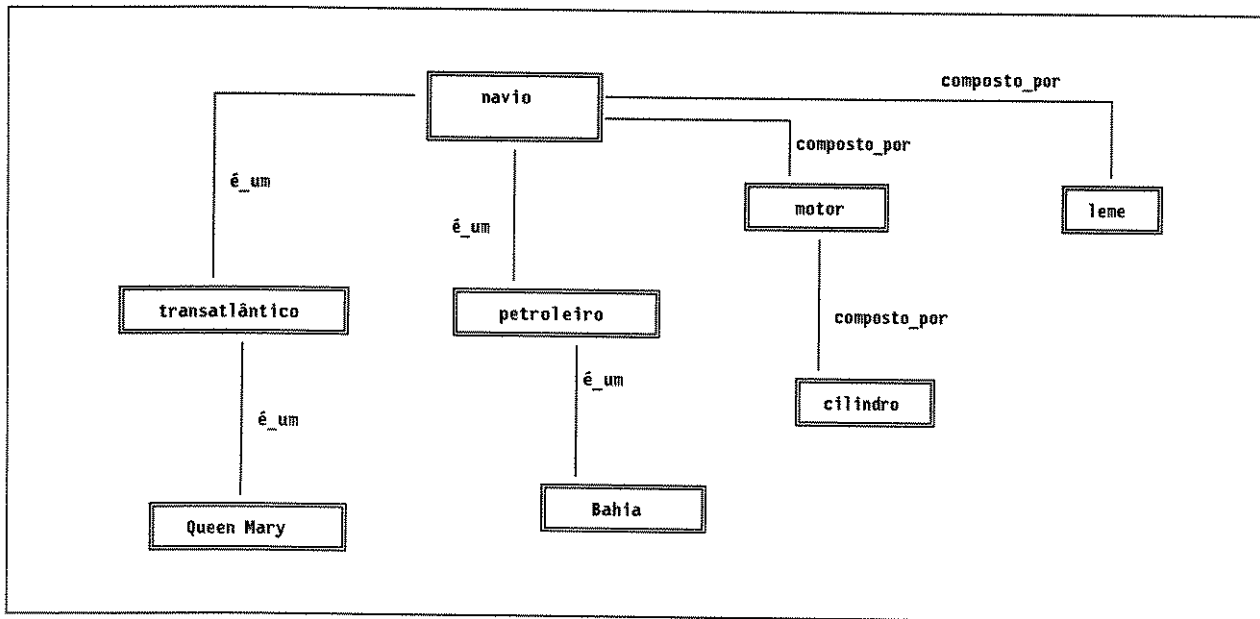 navio
composto_por
composto_por
é_um
motor
leme
é_um
transatlântico
petroleiro
composto_por
é_um
cilindro
é_um
Bahia
Queen Mary